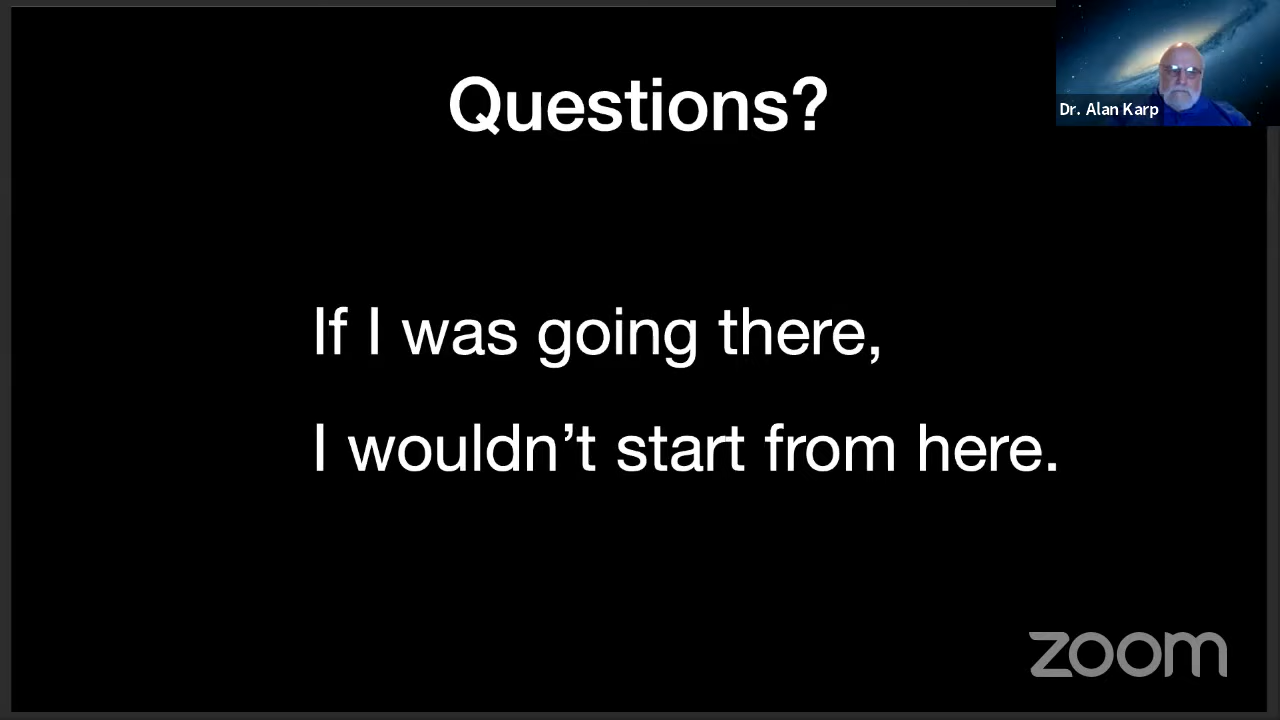 Questions?
Dr. Alan Karp
If I was going there,
I wouldn’t start from here.
zoom